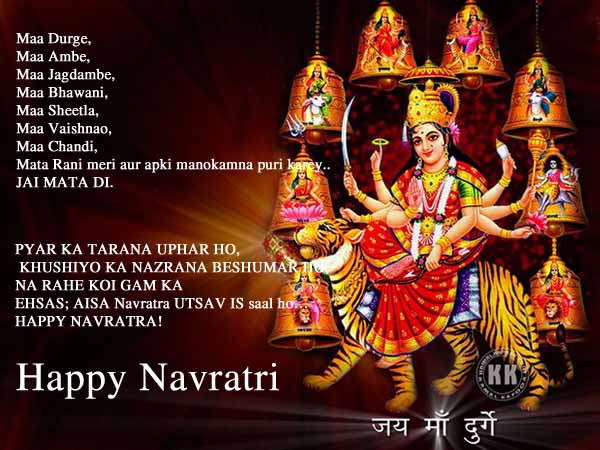 Maa Durge,
Maa Ambe,
Maa Jagdambe,
Maa Bhawani,
Maa Sheetla,
Maa Vaishnao,
Maa Chandi,
Mata Rani meri aur apki manokamna puri karey..
JAI MATA DI.
PYAR KA TARANA UPHAR HO,
KHUSHIYO KA NAZRANA BESHUMAR HO,
NA RAHE KOI GAM KA
EHSAS; AISA Navratra UTSAV IS saal ho.
HAPPY NAVRATRA!
Happy Navratri
KK
जय माँ दुर्गे